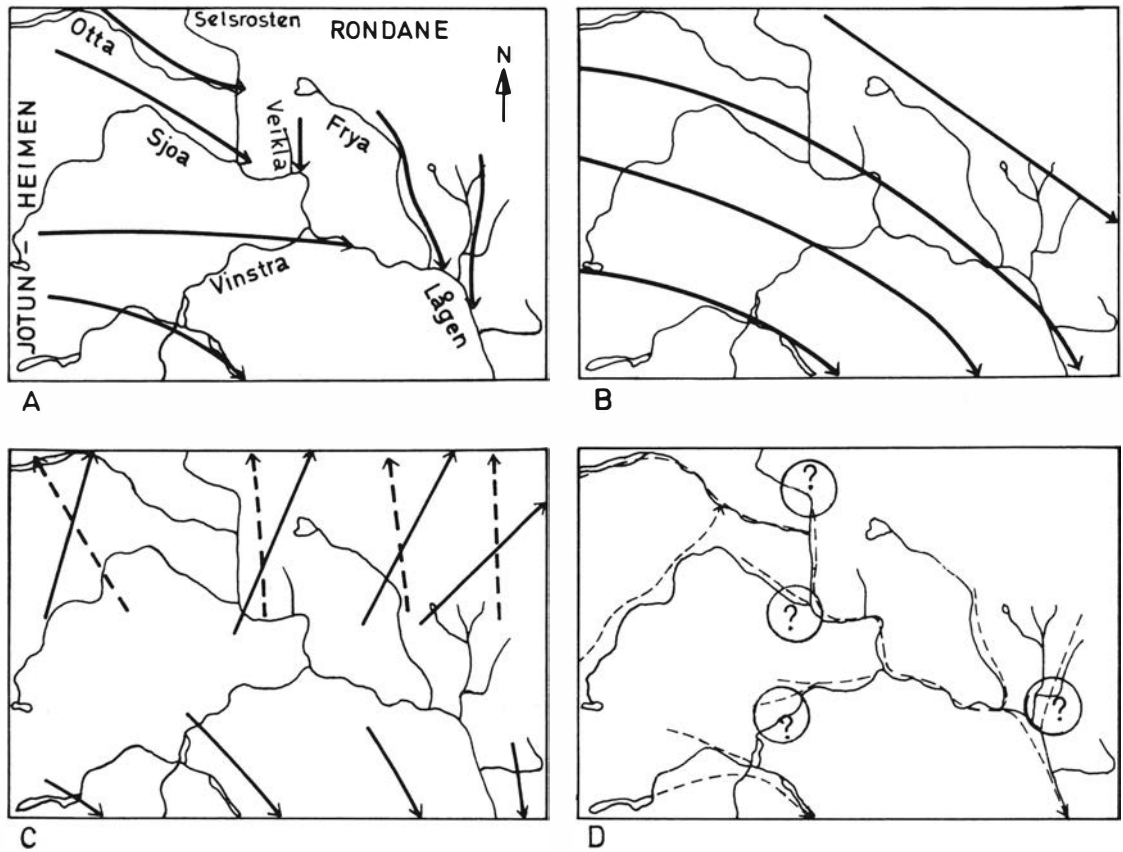 Selsrosten
RONDANE
Otta
N
JOTUN - HEIMEN
Sjoa
Veikla
Frya
Vinstra
Lågen
A
B
?
?
?
?
C
D